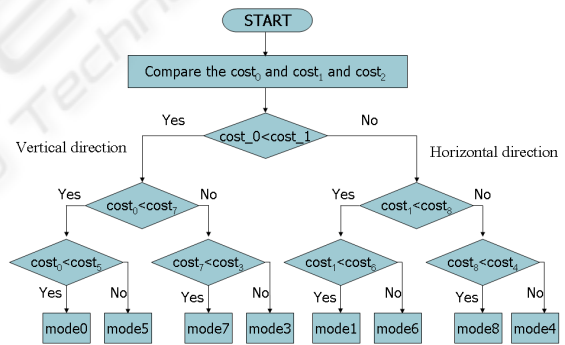 START
Compare the cost₀ and cost₁ and cost₂
Yes
No
cost_0<cost_1
Vertical direction
Horizontal direction
Yes
No
Yes
No
cost₀<cost₇
cost₁<cost₈
cost₀<cost₅
cost₇<cost₃
cost₁<cost₆
cost₈<cost₄
Yes
No
Yes
No
Yes
No
Yes
No
mode0
mode5
mode7
mode3
mode1
mode6
mode8
mode4